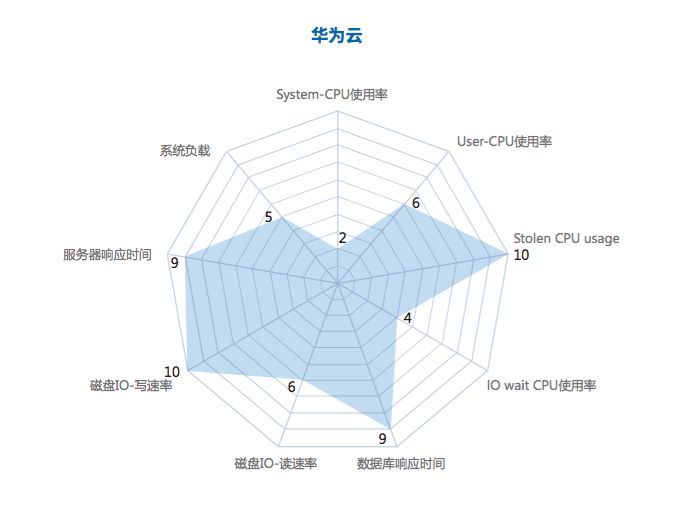 华为云
System-CPU使用率
User-CPU使用率
系统负载
5
6
2
Stolen CPU usage
服务器响应时间
10
9
4
10
6
磁盘IO-写速率
IO wait CPU使用率
9
磁盘IO-读速率
数据库响应时间